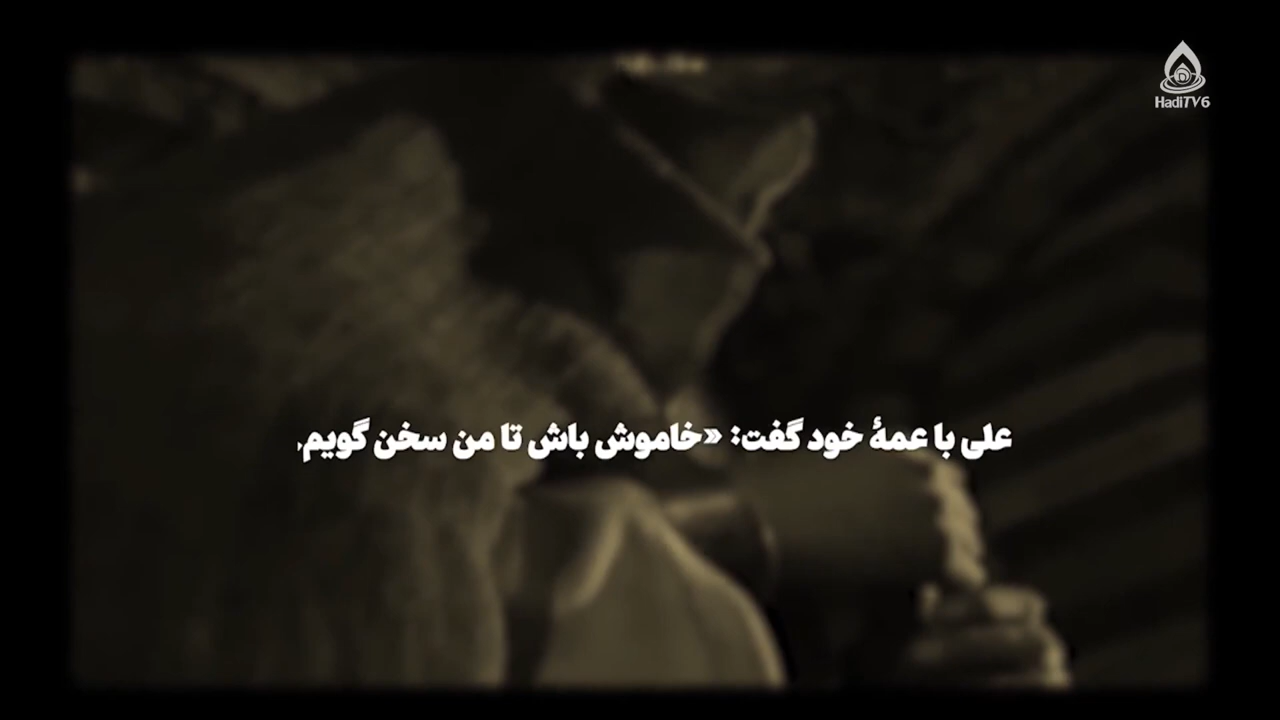 HadiTV6
علی با عمهٔ خود گفت: «خاموش باش تا من سخن گویم,